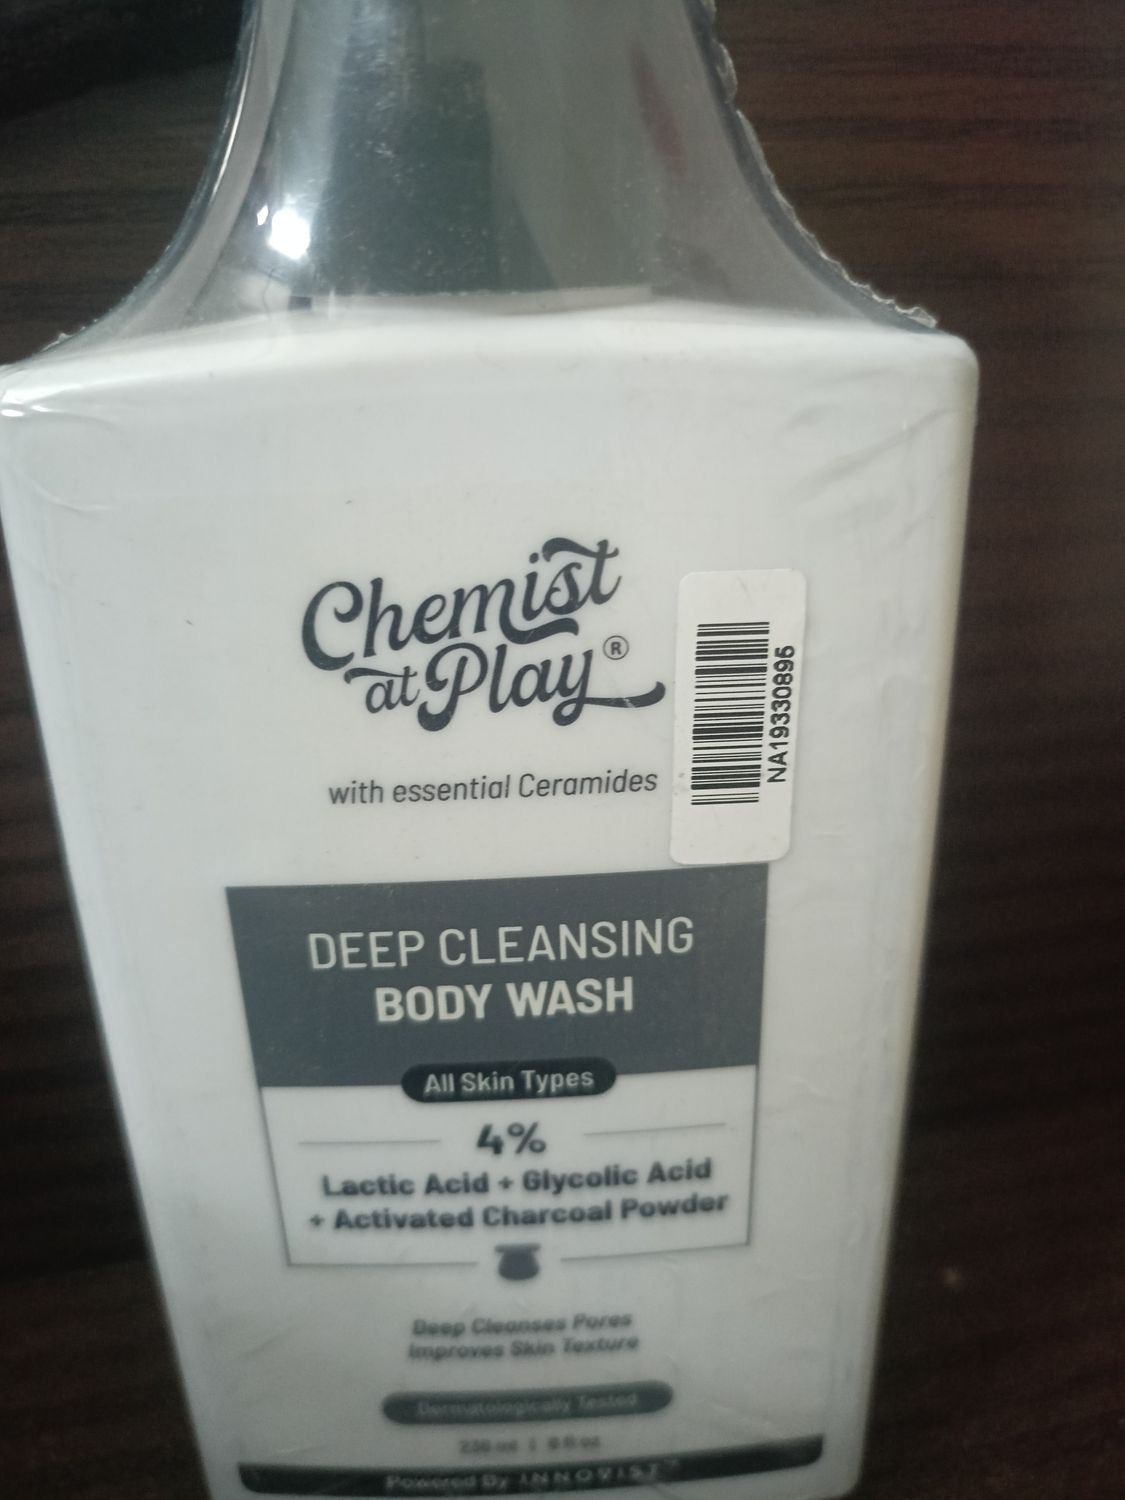 Chemist
at Play®
with essential Ceramides
NA19330895
DEEP CLEANSING
BODY WASH
All Skin Types
4%
Lactic Acid + Glycolic Acid
+ Activated Charcoal Powder
Deep Cleanses Pores
Improves Skin Texture
Dermatologically Tested
Powered By INNOVIST